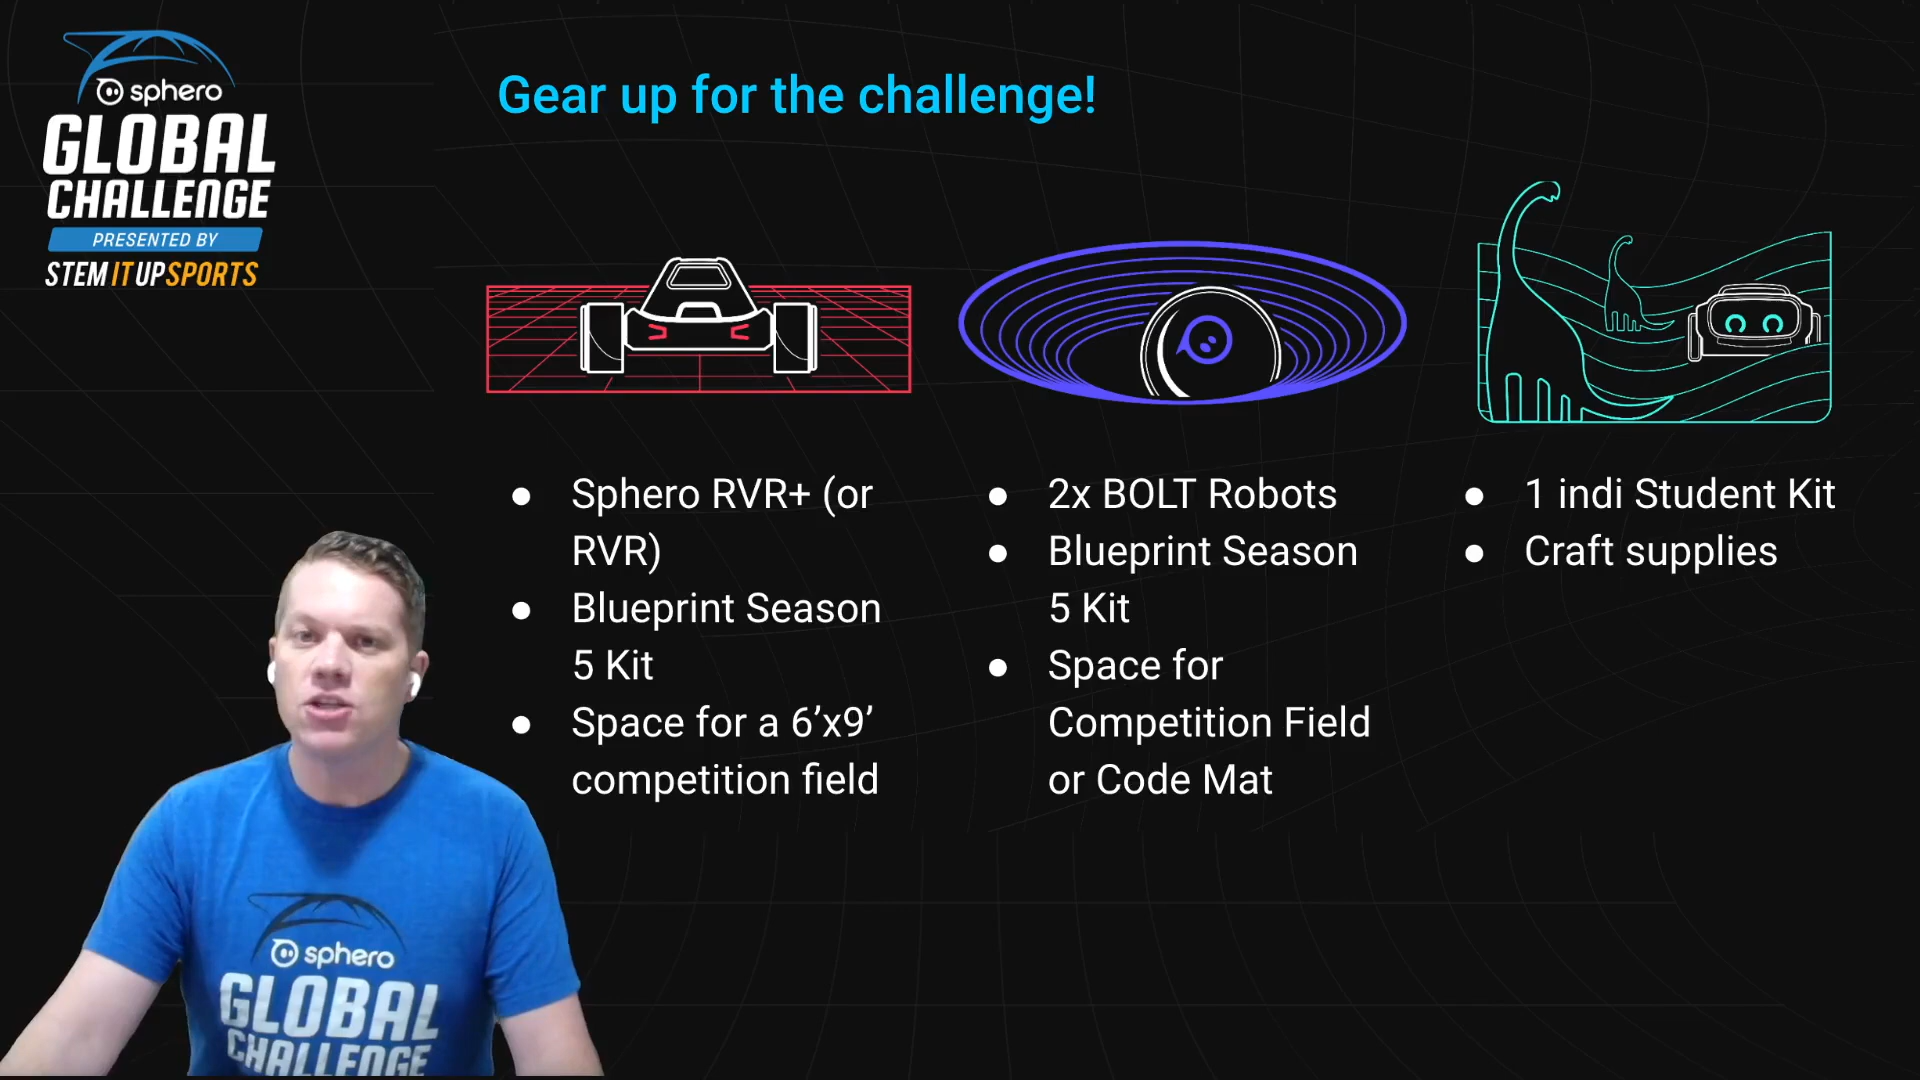 sphero
GLOBAL
CHALLENGE
PRESENTED BY
STEM IT UP SPORTS
Gear up for the challenge!
● Sphero RVR+ (or
RVR)
● Blueprint Season
5 Kit
● Space for a 6’x9’
competition field
● 2x BOLT Robots
● Blueprint Season
5 Kit
● Space for
Competition Field
or Code Mat
● 1 indi Student Kit
● Craft supplies
sphero
GLOBAL
CHALLENGE